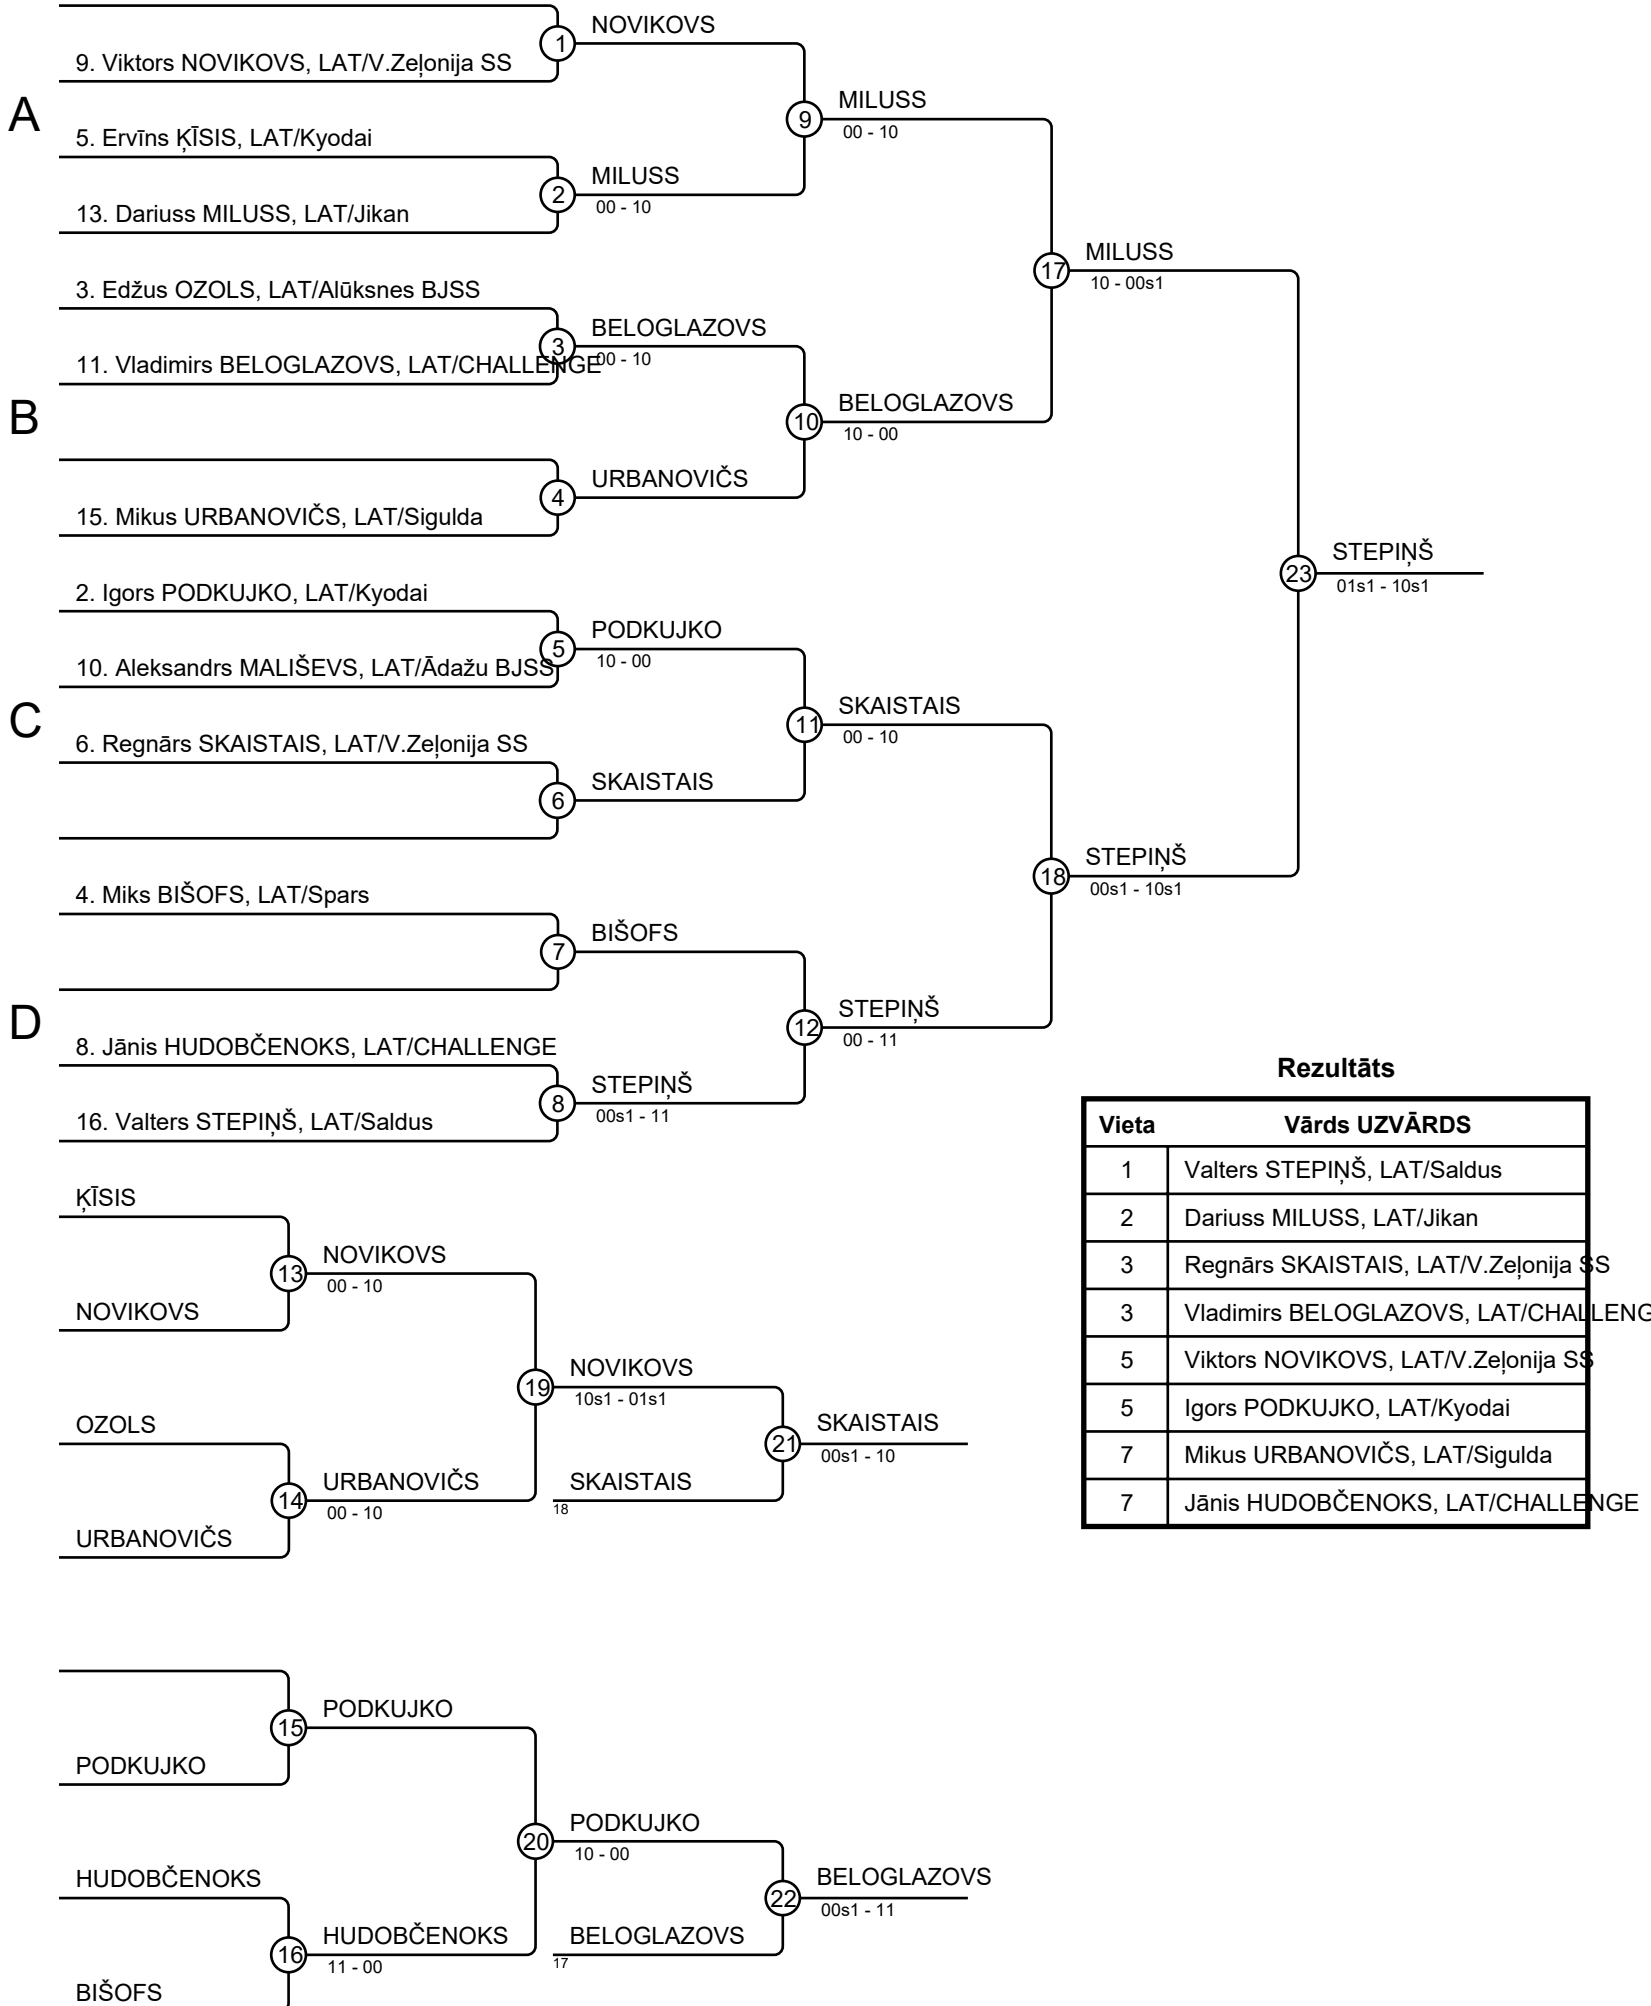 NOVIKOVS
1
9. Viktors NOVIKOVS, LAT/V.Zeļonija SS
A
MILUSS
9
00 - 10
5. Ervīns ĶĪSIS, LAT/Kyodai
MILUSS
2
00 - 10
13. Dariuss MILUSS, LAT/Jikan
MILUSS
17
10 - 00s1
3. Edžus OZOLS, LAT/Alūksnes BJSS
BELOGLAZOVS
3
00 - 10
11. Vladimirs BELOGLAZOVS, LAT/CHALLENGE
B
BELOGLAZOVS
10
10 - 00
URBANOVIČS
4
15. Mikus URBANOVIČS, LAT/Sigulda
STEPIŅŠ
23
01s1 - 10s1
2. Igors PODKUJKO, LAT/Kyodai
PODKUJKO
5
10 - 00
10. Aleksandrs MALIŠEVS, LAT/Ādažu BJSS
C
SKAISTAIS
11
00 - 10
6. Regnārs SKAISTAIS, LAT/V.Zeļonija SS
SKAISTAIS
6
STEPIŅŠ
18
00s1 - 10s1
4. Miks BIŠOFS, LAT/Spars
BIŠOFS
7
D
STEPIŅŠ
12
00 - 11
8. Jānis HUDOBČENOKS, LAT/CHALLENGE
STEPIŅŠ
8
00s1 - 11
16. Valters STEPIŅŠ, LAT/Saldus
ĶĪSIS
NOVIKOVS
13
00 - 10
NOVIKOVS
NOVIKOVS
19
10s1 - 01s1
OZOLS
SKAISTAIS
21
00s1 - 10
URBANOVIČS
14
00 - 10
SKAISTAIS
18
URBANOVIČS
PODKUJKO
15
PODKUJKO
PODKUJKO
20
10 - 00
HUDOBČENOKS
BELOGLAZOVS
22
00s1 - 11
HUDOBČENOKS
16
11 - 00
BELOGLAZOVS
17
BIŠOFS
Rezultāts
Vieta Vārds UZVĀRDS
1 Valters STEPIŅŠ, LAT/Saldus
2 Dariuss MILUSS, LAT/Jikan
3 Regnārs SKAISTAIS, LAT/V.Zeļonija SS
3 Vladimirs BELOGLAZOVS, LAT/CHALLENG
5 Viktors NOVIKOVS, LAT/V.Zeļonija SS
5 Igors PODKUJKO, LAT/Kyodai
7 Mikus URBANOVIČS, LAT/Sigulda
7 Jānis HUDOBČENOKS, LAT/CHALLENGE